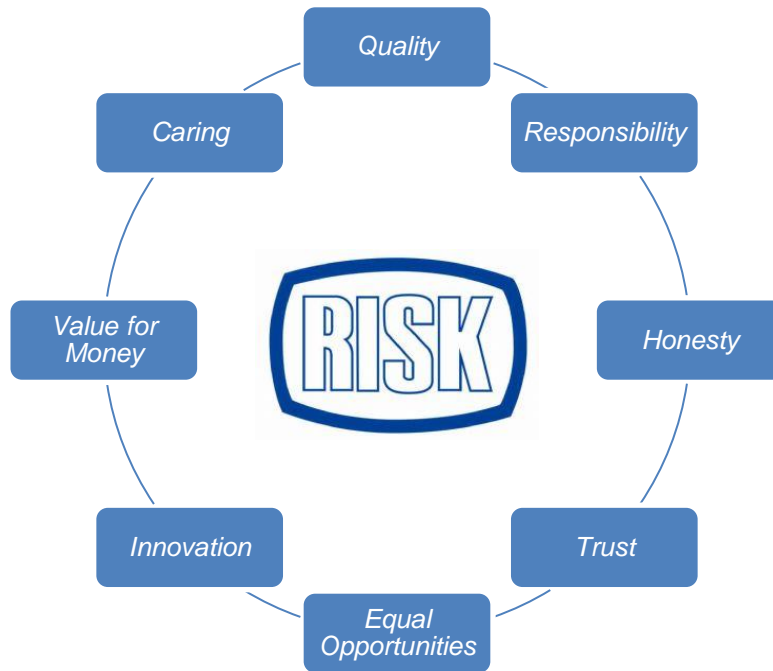 Quality
Caring
Responsibility
RISK
Value for
Money
Honesty
Innovation
Trust
Equal
Opportunities